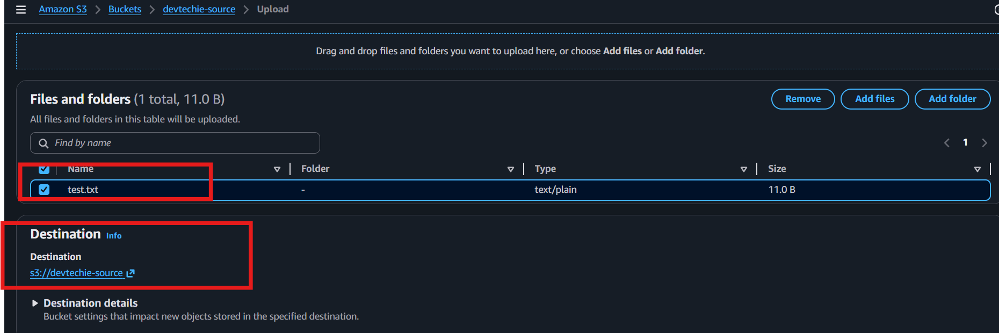 Amazon S3 > Buckets > devtechie-source > Upload
Drag and drop files and folders you want to upload here, or choose Add files or Add folder.
Files and folders (1 total, 11.0 B)
Remove Add files Add folder
All files and folders in this table will be uploaded.
Find by name
1
Name Folder Type Size
test.txt - text/plain 11.0 B
Destination Info
Destination
s3://devtechie-source
Destination details
Bucket settings that impact new objects stored in the specified destination.